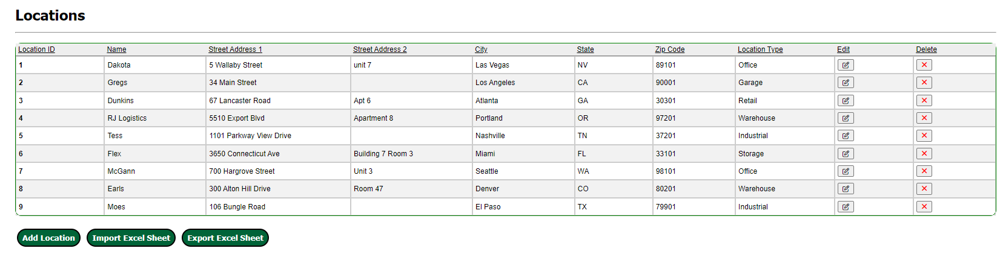 Locations
Location ID Name Street Address 1 Street Address 2 City State Zip Code Location Type Edit Delete
1 Dakota 5 Wallaby Street unit 7 Las Vegas NV 89101 Office
2 Gregs 34 Main Street Los Angeles CA 90001 Garage
3 Dunkins 67 Lancaster Road Apt 6 Atlanta GA 30301 Retail
4 RJ Logistics 5510 Export Blvd Apartment 8 Portland OR 97201 Warehouse
5 Tess 1101 Parkway View Drive Nashville TN 37201 Industrial
6 Flex 3650 Connecticut Ave Building 7 Room 3 Miami FL 33101 Storage
7 McGann 700 Hargrove Street Unit 3 Seattle WA 98101 Office
8 Earls 300 Alton Hill Drive Room 47 Denver CO 80201 Warehouse
9 Moes 106 Bungle Road El Paso TX 79901 Industrial
Add Location Import Excel Sheet Export Excel Sheet